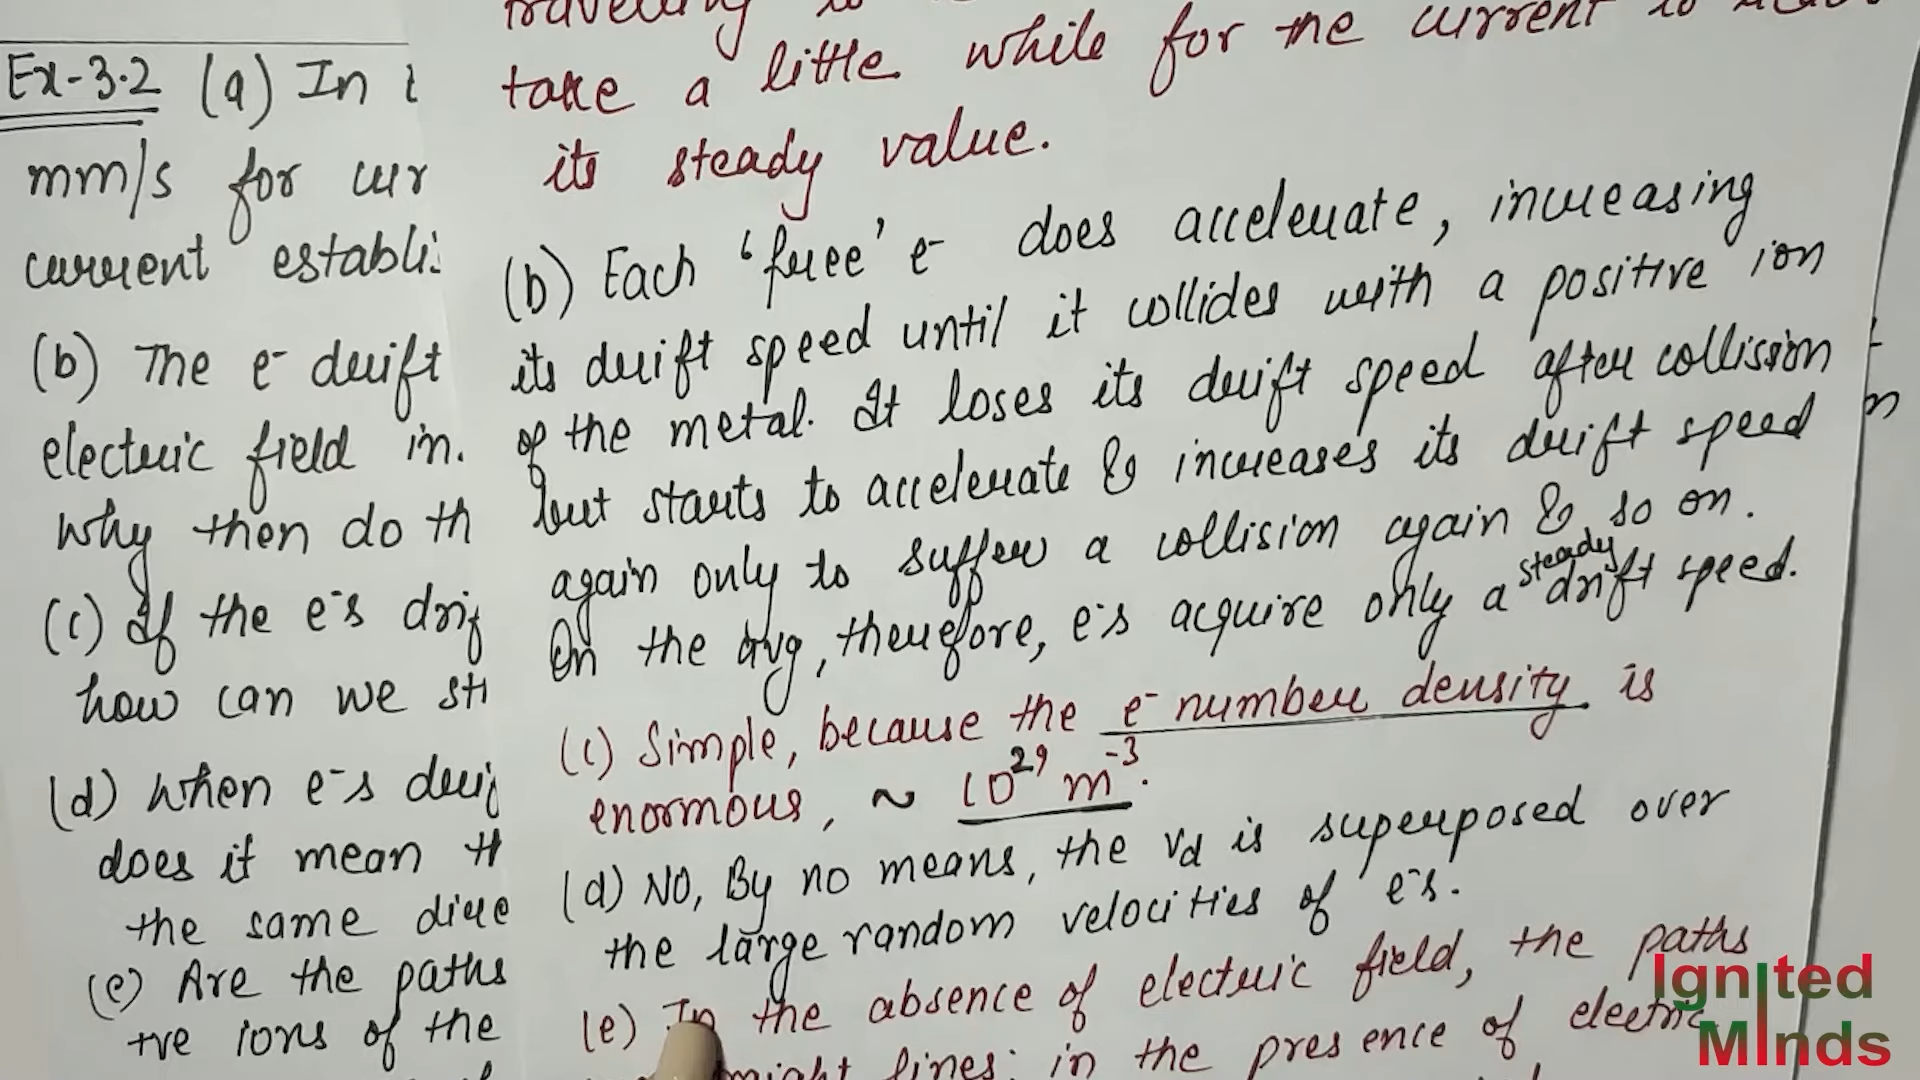 Ex-3.2 (a) In
mm/s for cur
current establi
(b) The e- drift
electric field in.
why then do th
(c) If the e-s drif
how can we st
(d) when e-s drif
does it mean th
the same dire
(e) Are the paths
+ve ions of the
traveling
take a little while for the current to
its steady value.
(b) Each 'free' e- does accelerate, increasing
its drift speed until it collides with a positive ion
of the metal. It loses its drift speed after collision
but starts to accelerate & increases its drift speed
again only to suffer a collision again & so on.
On the avg, therefore, e-s acquire only a steady drift speed.
(c) Simple, because the e- number density is
enormous, ~ 10^29 m^-3.
(d) NO, By no means, the vd is superposed over
the large random velocities of e-s.
(e) In the absence of electric field, the paths
lines; in the presence of electric
Ignited
Minds